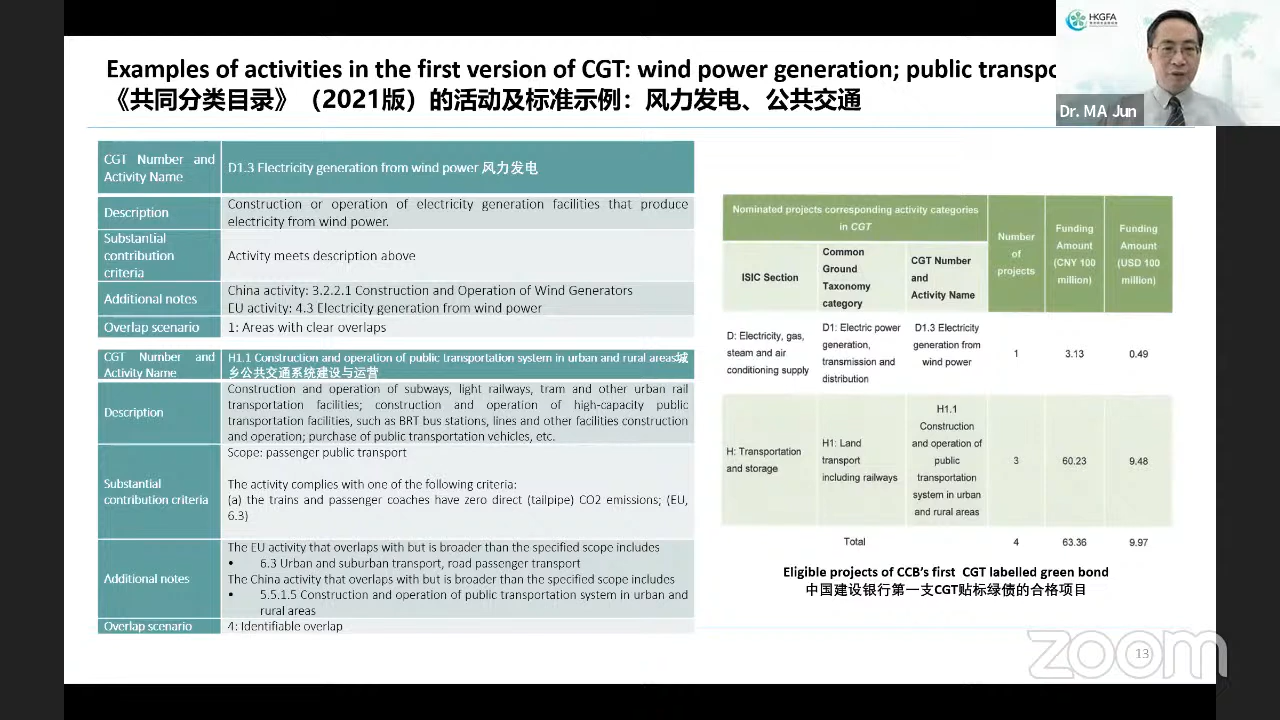 Examples of activities in the first version of CGT: wind power generation; public transpo
《共同分类目录》（2021版）的活动及标准示例：风力发电、公共交通
HKGFA
Dr. MA Jun
CGT Number and
Activity Name
D1.3 Electricity generation from wind power 风力发电
Description
Construction or operation of electricity generation facilities that produce
electricity from wind power.
Substantial
contribution
criteria
Activity meets description above
Additional notes
China activity: 3.2.2.1 Construction and Operation of Wind Generators
EU activity: 4.3 Electricity generation from wind power
Overlap scenario
1: Areas with clear overlaps
CGT Number and
Activity Name
H1.1 Construction and operation of public transportation system in urban and rural areas城
乡公共交通系统建设与运营
Description
Construction and operation of subways, light railways, tram and other urban rail
transportation facilities; construction and operation of high-capacity public
transportation facilities, such as BRT bus stations, lines and other facilities construction
and operation; purchase of public transportation vehicles, etc.
Substantial
contribution criteria
Scope: passenger public transport
The activity complies with one of the following criteria:
(a) the trains and passenger coaches have zero direct (tailpipe) CO2 emissions; (EU,
6.3)
Additional notes
The EU activity that overlaps with but is broader than the specified scope includes
• 6.3 Urban and suburban transport, road passenger transport
The China activity that overlaps with but is broader than the specified scope includes
• 5.5.1.5 Construction and operation of public transportation system in urban and
rural areas
Overlap scenario
4: Identifiable overlap
Nominated projects corresponding activity categories
in CGT
Number
of
projects
Funding
Amount
(CNY 100
million)
Funding
Amount
(USD 100
million)
ISIC Section
Common
Ground
Taxonomy
category
CGT Number
and
Activity Name
D: Electricity, gas,
steam and air
conditioning supply
D1: Electric power
generation,
transmission and
distribution
D1.3 Electricity
generation from
wind power
1
3.13
0.49
H: Transportation
and storage
H1: Land
transport
including railways
H1.1
Construction
and operation of
public
transportation
system in urban
and rural areas
3
60.23
9.48
Total
4
63.36
9.97
Eligible projects of CCB's first CGT labelled green bond
中国建设银行第一支CGT贴标绿债的合格项目
zoom
13